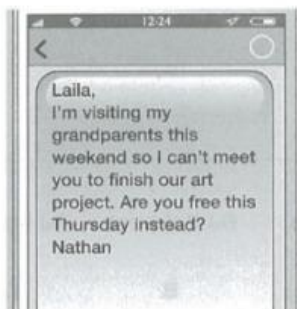 12:24
Laila,
I'm visiting my
grandparents this
weekend so I can't meet
you to finish our art
project. Are you free this
Thursday instead?
Nathan